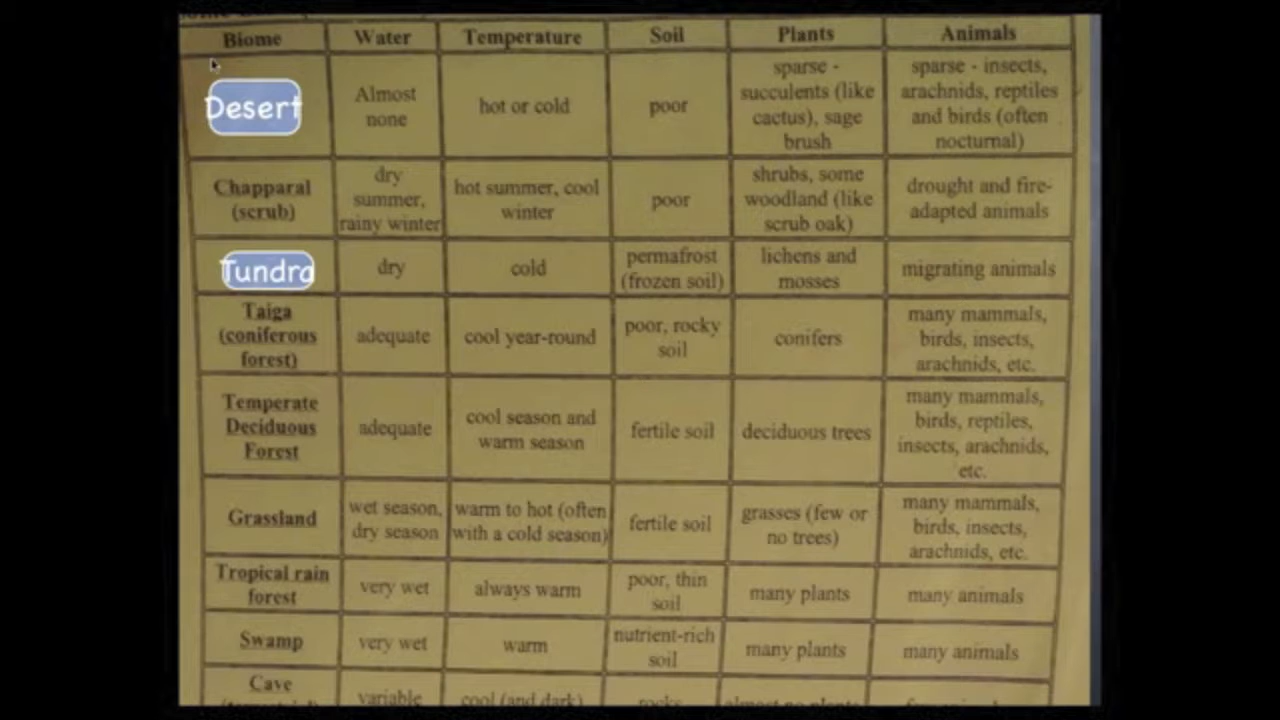 Biome Water Temperature Soil Plants Animals
Desert
Almost
none
hot or cold
poor
sparse -
succulents (like
cactus), sage
brush
sparse - insects,
arachnids, reptiles
and birds (often
nocturnal)
Chapparal
(scrub)
dry
summer,
rainy winter
hot summer, cool
winter
poor
shrubs, some
woodland (like
scrub oak)
drought and fire-
adapted animals
Tundra
dry
cold
permafrost
(frozen soil)
lichens and
mosses
migrating animals
Taiga
(coniferous
forest)
adequate
cool year-round
poor, rocky
soil
conifers
many mammals,
birds, insects,
arachnids, etc.
Temperate
Deciduous
Forest
adequate
cool season and
warm season
fertile soil
deciduous trees
many mammals,
birds, reptiles,
insects, arachnids,
etc.
Grassland
wet season,
dry season
warm to hot (often
with a cold season)
fertile soil
grasses (few or
no trees)
many mammals,
birds, insects,
arachnids, etc.
Tropical rain
forest
very wet
always warm
poor, thin
soil
many plants
many animals
Swamp
very wet
warm
nutrient-rich
soil
many plants
many animals
Cave
variable
cool (and dark)
rocks
almost no plants